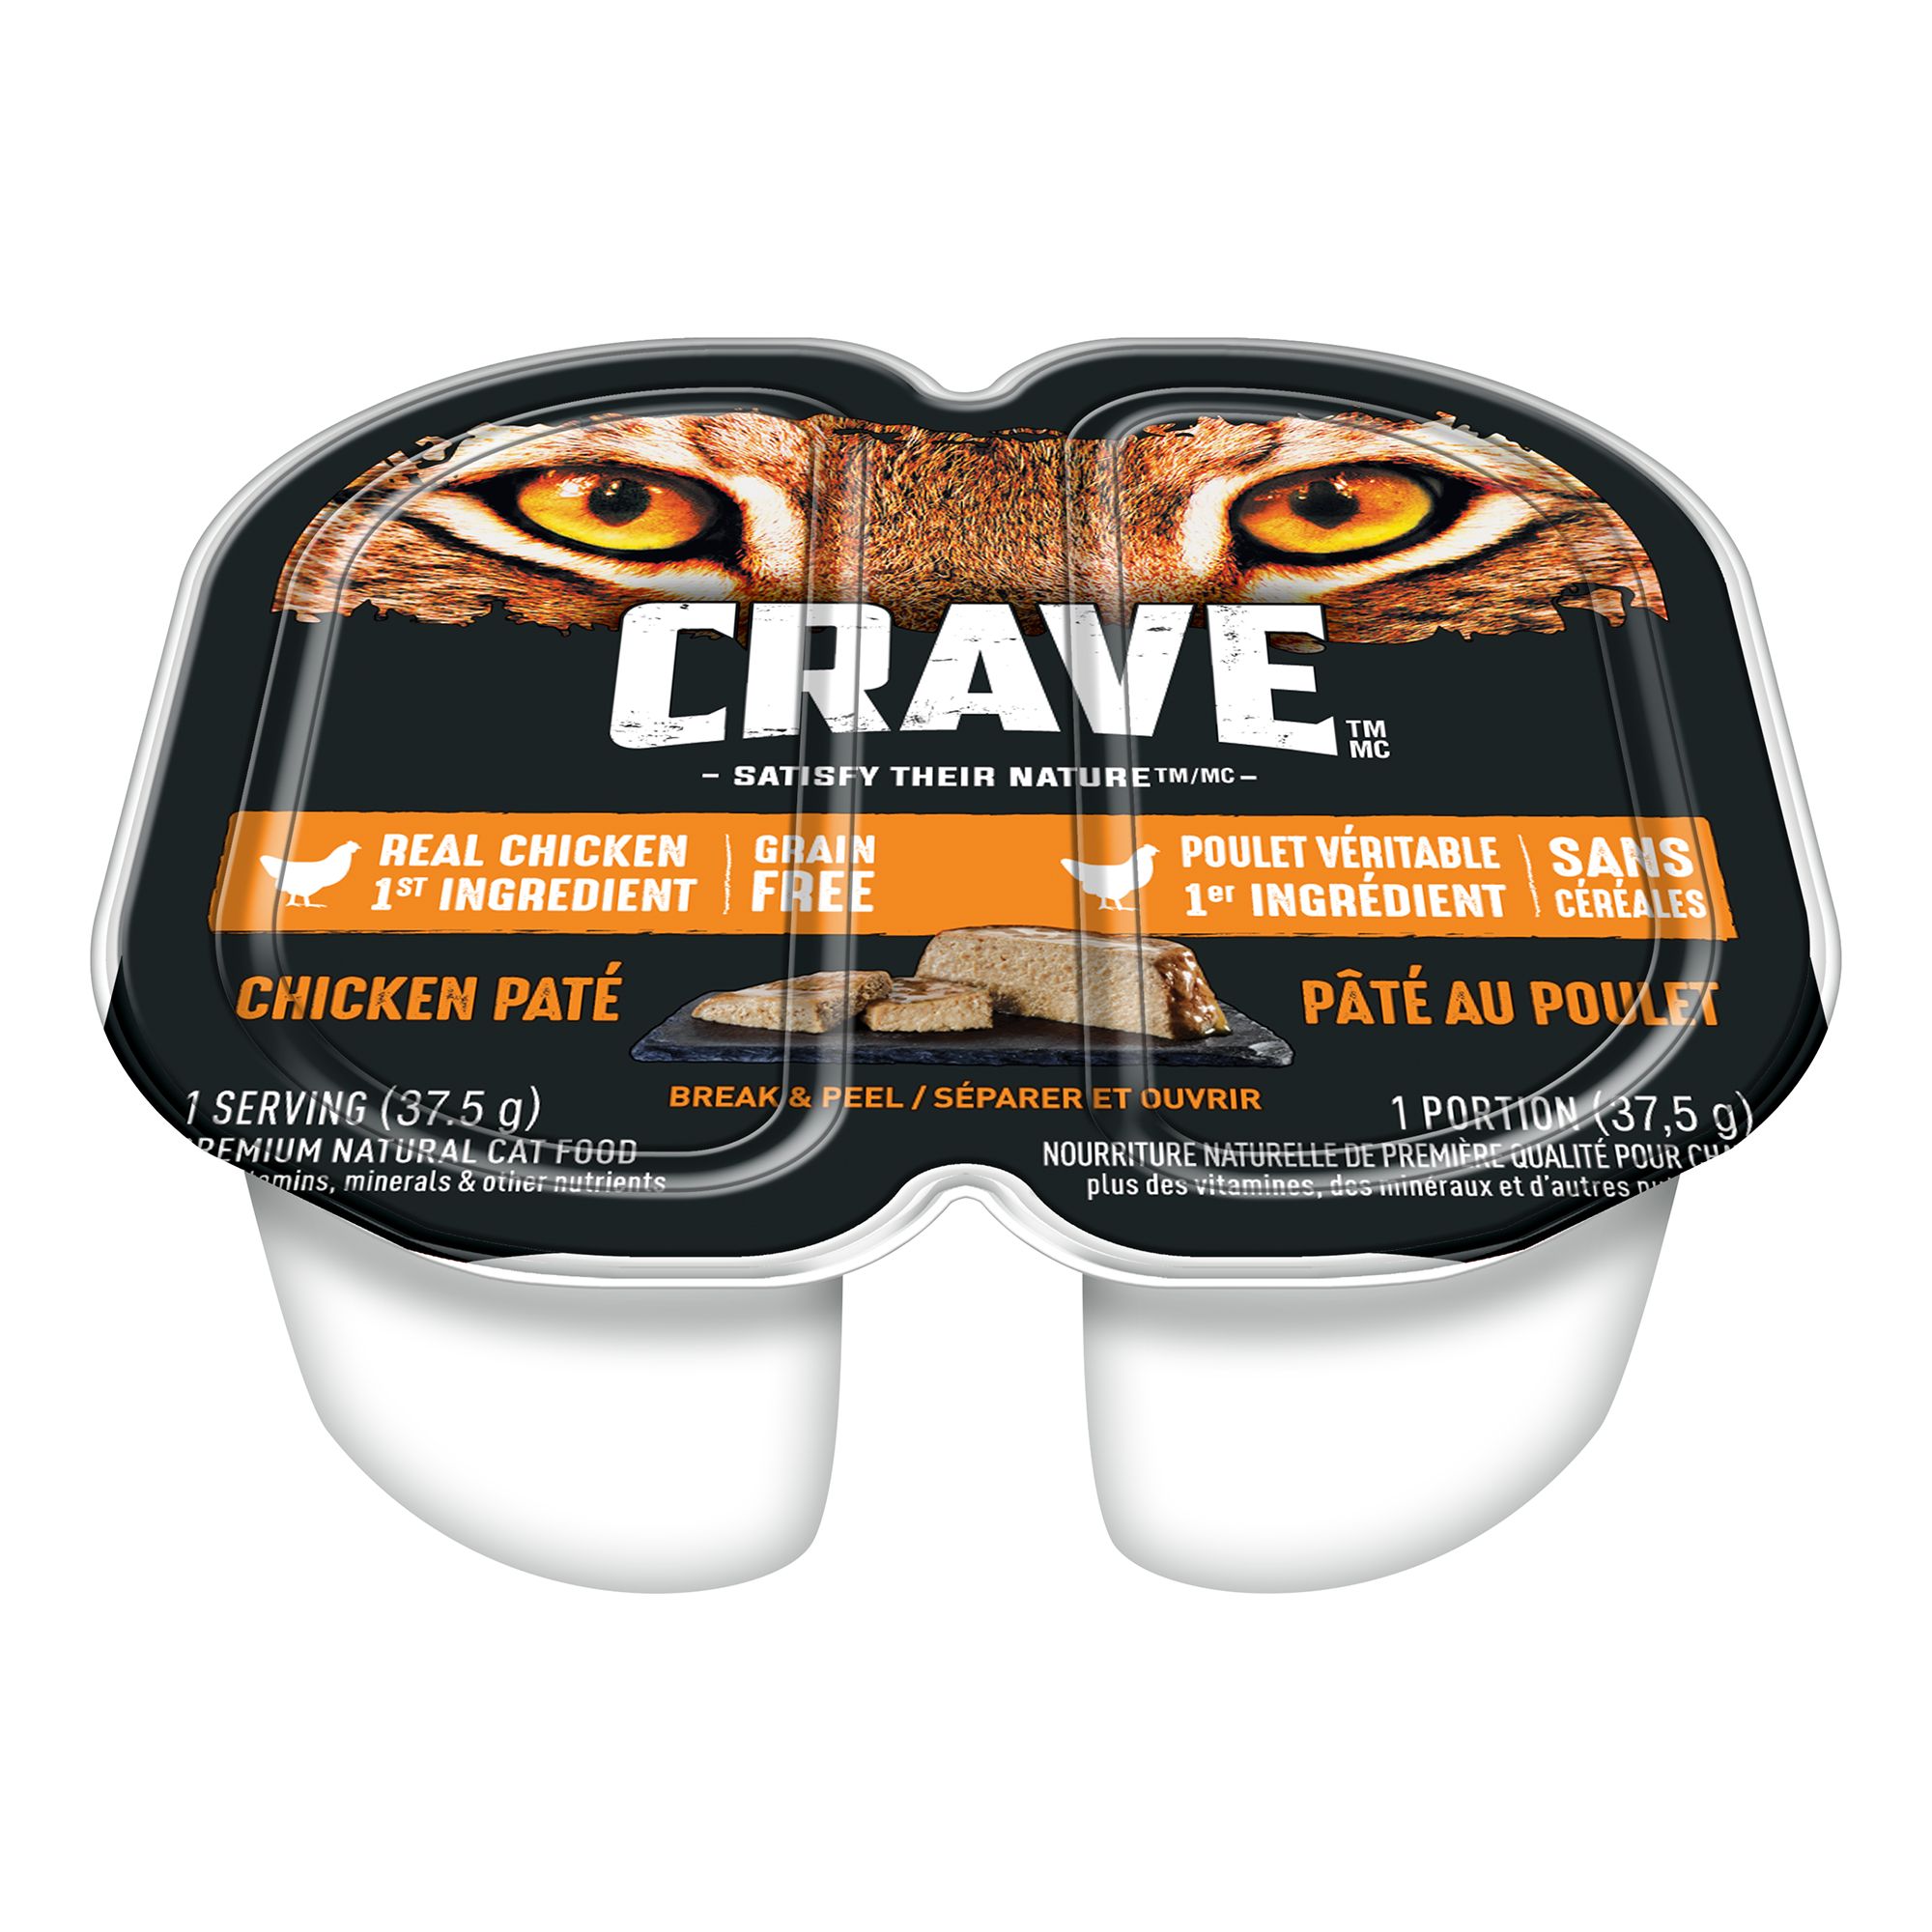 CRAVE TM MC
- SATISFY THEIR NATURE TM/MC -
REAL CHICKEN
1ST INGREDIENT
GRAIN
FREE
POULET VÉRITABLE
1er INGRÉDIENT
SANS
CÉRÉALES
CHICKEN PATÉ
PÂTÉ AU POULET
BREAK & PEEL / SÉPARER ET OUVRIR
1 SERVING (37.5 g)
NATURAL CAT FOOD
minerals & other nutrients
1 PORTION (37,5 g)
NOURRITURE NATURELLE DE PREMIÈRE QUALITÉ POUR
plus des vitamines, des minéraux et d'autres